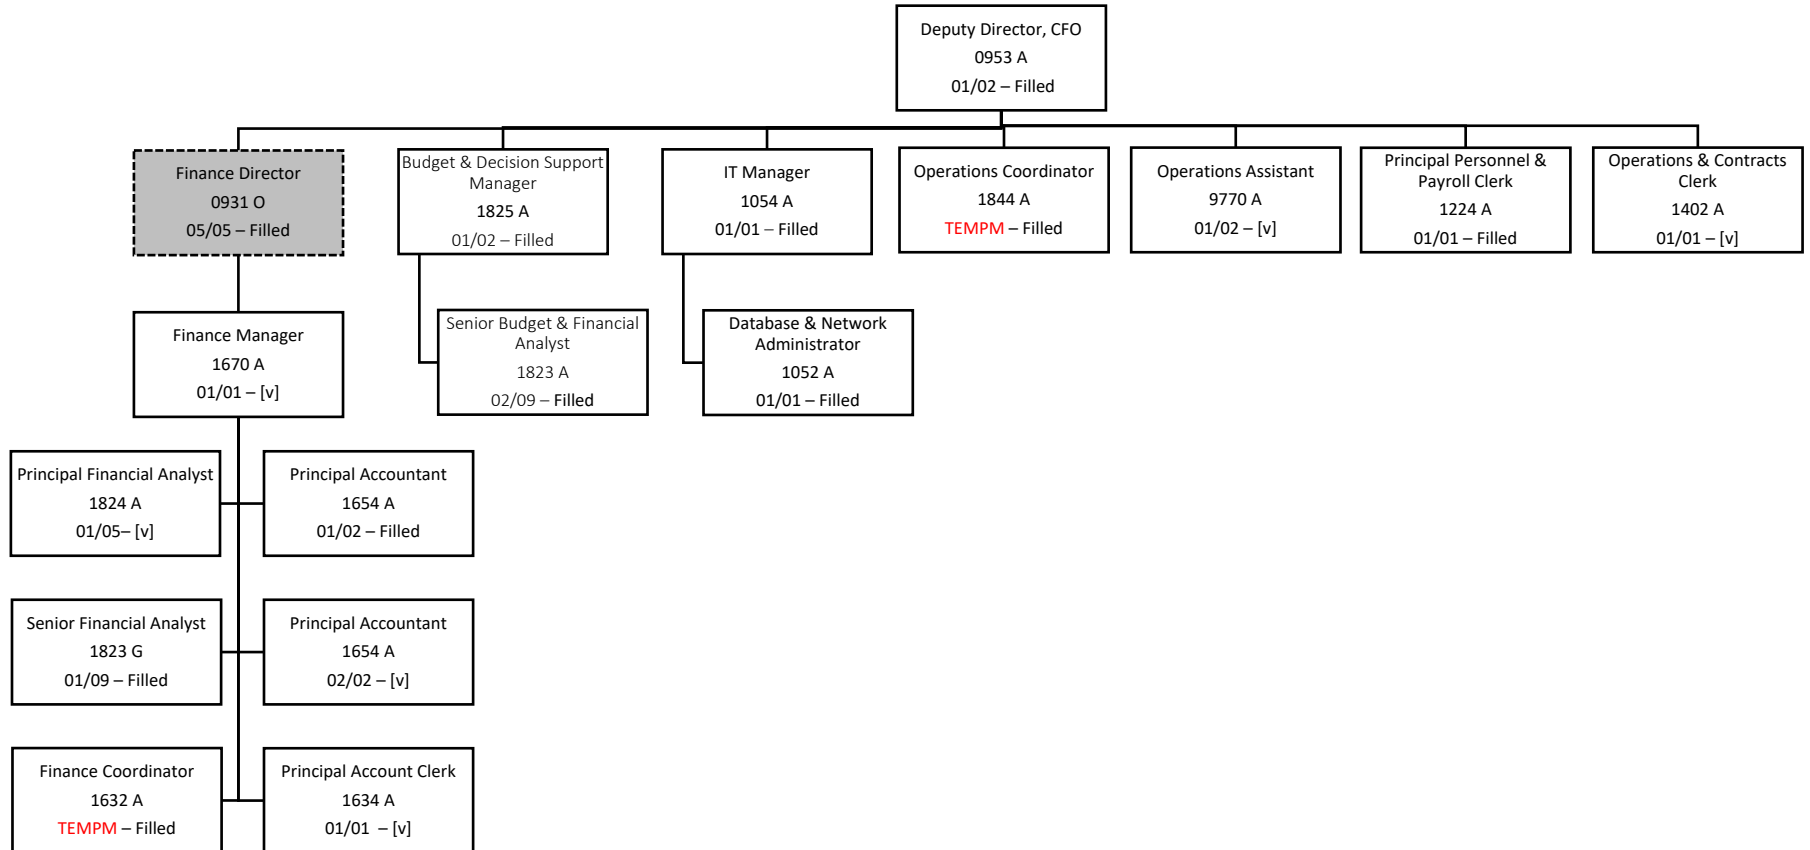 Deputy Director, CFO
0953 A
01/02 – Filled
Finance Director
0931 O
05/05 – Filled
Budget & Decision Support
Manager
1825 A
01/02 – Filled
IT Manager
1054 A
01/01 – Filled
Operations Coordinator
1844 A
TEMPM – Filled
Operations Assistant
9770 A
01/02 – [v]
Principal Personnel &
Payroll Clerk
1224 A
01/01 – Filled
Operations & Contracts
Clerk
1402 A
01/01 – [v]
Finance Manager
1670 A
01/01 – [v]
Senior Budget & Financial
Analyst
1823 A
02/09 – Filled
Database & Network
Administrator
1052 A
01/01 – Filled
Principal Financial Analyst
1824 A
01/05– [v]
Principal Accountant
1654 A
01/02 – Filled
Senior Financial Analyst
1823 G
01/09 – Filled
Principal Accountant
1654 A
02/02 – [v]
Finance Coordinator
1632 A
TEMPM – Filled
Principal Account Clerk
1634 A
01/01 – [v]